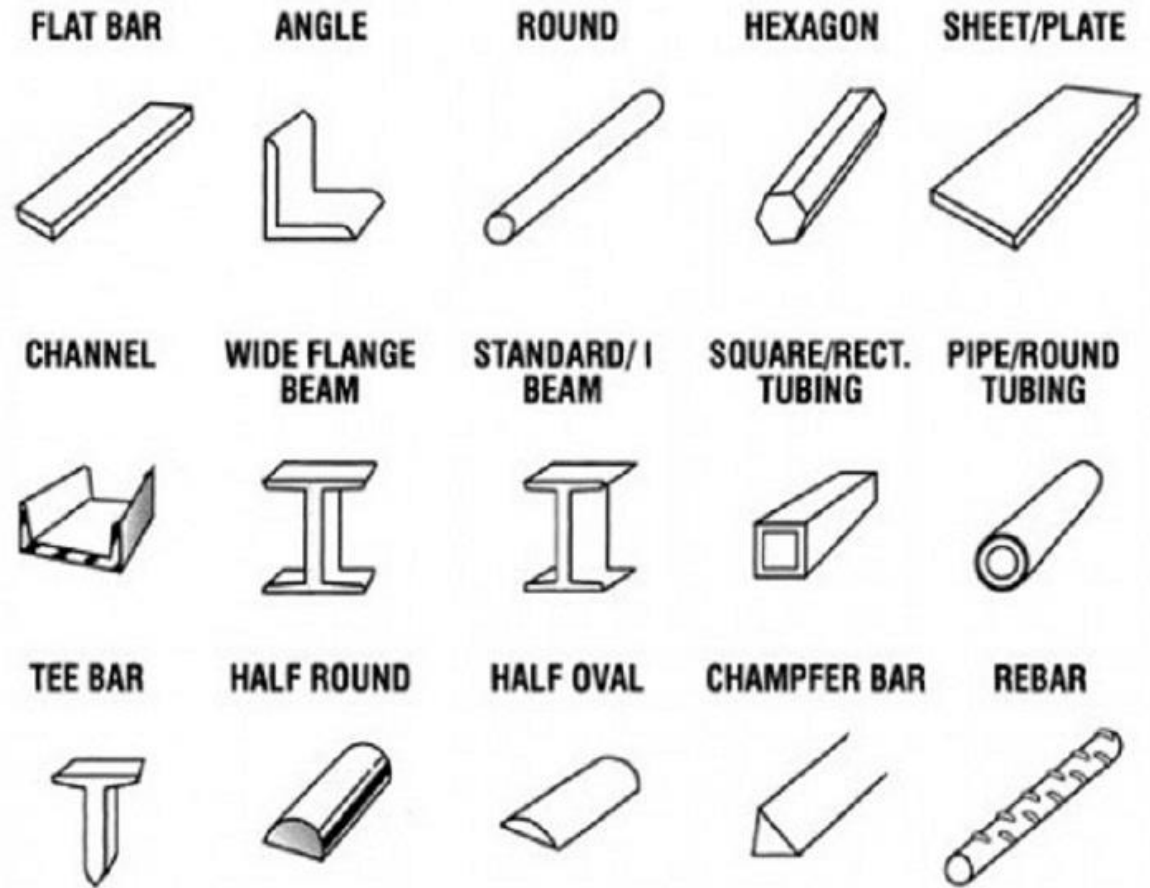 FLAT BAR
ANGLE
ROUND
HEXAGON
SHEET/PLATE
CHANNEL
WIDE FLANGE
BEAM
STANDARD/ I
BEAM
SQUARE/RECT.
TUBING
PIPE/ROUND
TUBING
TEE BAR
HALF ROUND
HALF OVAL
CHAMPFER BAR
REBAR